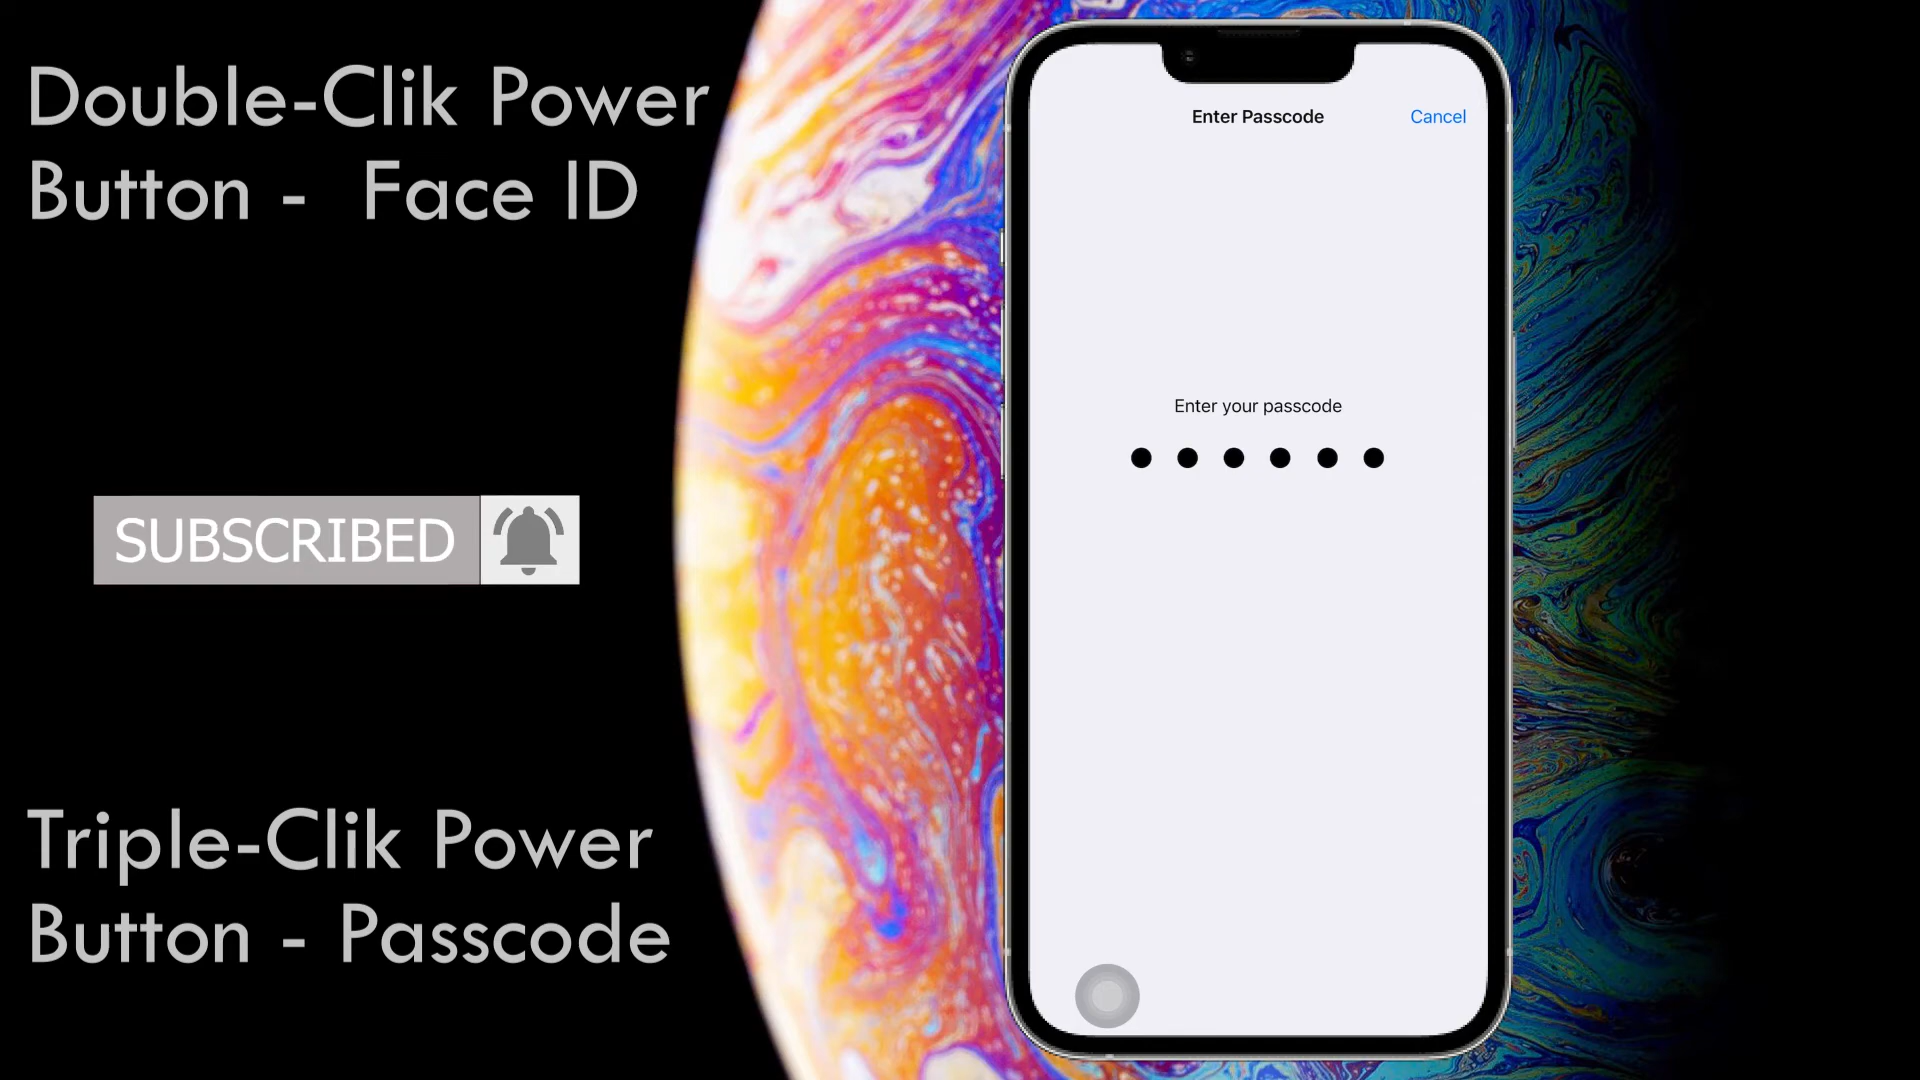 Double-Clik Power
Button -  Face ID
SUBSCRIBED
Triple-Clik Power
Button - Passcode
Enter Passcode
Cancel
Enter your passcode